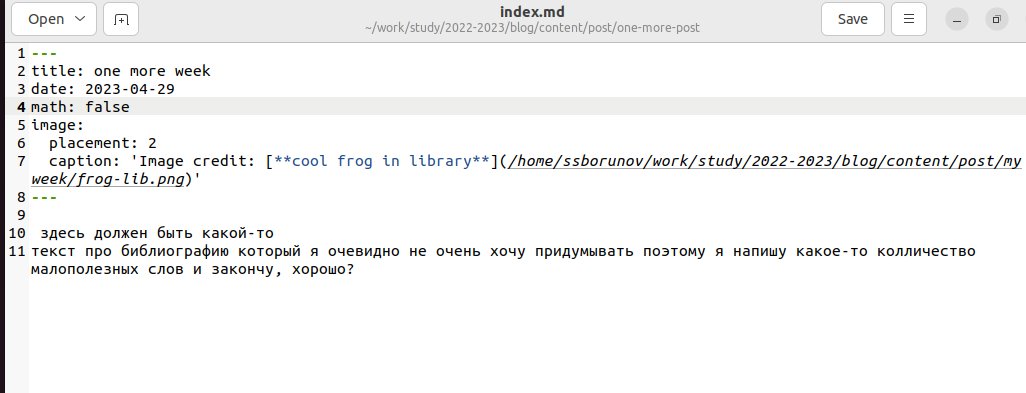 Open
index.md
~/work/study/2022-2023/blog/content/post/one-more-post
Save
1 ---
2 title: one more week
3 date: 2023-04-29
4 math: false
5 image:
6   placement: 2
7   caption: 'Image credit: [**cool frog in library**](/home/ssborunov/work/study/2022-2023/blog/content/post/my
week/frog-lib.png)'
8 ---
9
10  здесь должен быть какой-то
11 текст про библиографию который я очевидно не очень хочу придумывать поэтому я напишу какое-то колличество
малополезных слов и закончу, хорошо?